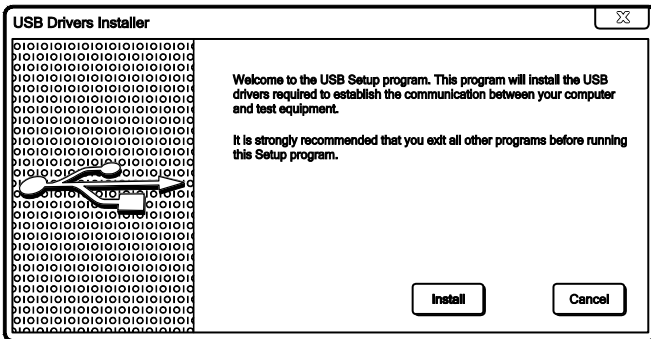 USB Drivers Installer
Welcome to the USB Setup program. This program will install the USB
drivers required to establish the communication between your computer
and test equipment.
It is strongly recommended that you exit all other programs before running
this Setup program.
Install
Cancel